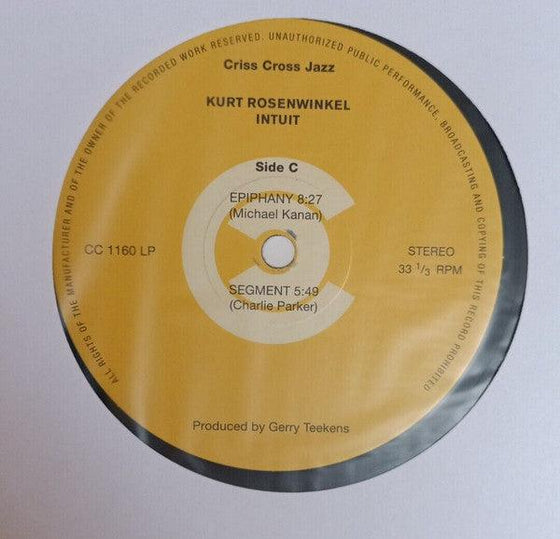 ALL RIGHTS OF THE MANUFACTURER AND OF THE OWNER OF THE RECORDED WORK RESERVED. UNAUTHORIZED PUBLIC PERFORMANCE, BROADCASTING AND COPYING OF THIS RECORD PROHIBITED
Criss Cross Jazz
KURT ROSENWINKEL
INTUIT
Side C
EPIPHANY 8:27
(Michael Kanan)
CC 1160 LP
STEREO
33 1/3 RPM
SEGMENT 5:49
(Charlie Parker)
Produced by Gerry Teekens